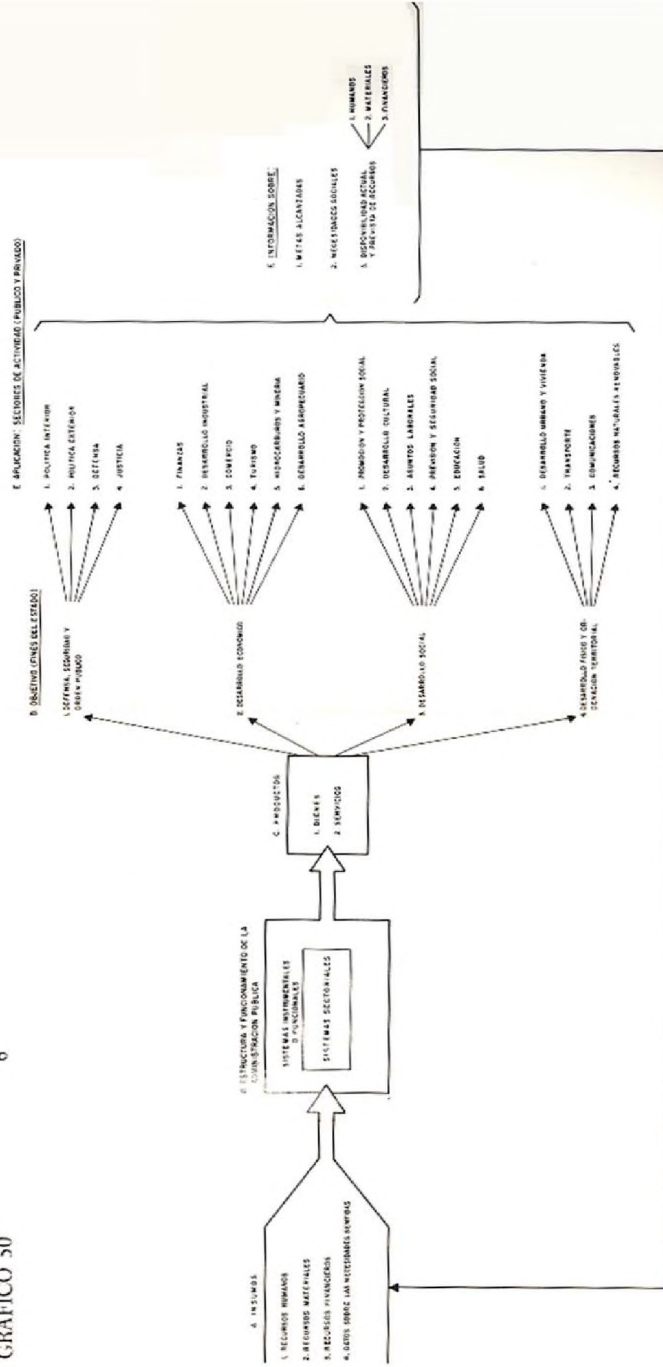 GRAFICO 50
A INSUMOS
1. RECURSOS HUMANOS
2. RECURSOS MATERIALES
3. RECURSOS FINANCIEROS
4. DATOS SOBRE LAS NECESIDADES SENTIDAS
ESTRUCTURA Y FUNCIONAMIENTO DE LA
ADMINISTRACION PUBLICA
SISTEMAS INSTRUMENTALES
O FUNCIONALES
SISTEMAS SECTORIALES
C. PRODUCTOS
1. BIENES
2. SERVICIOS
D. OBJETIVO (FINES DEL ESTADO)
1. DEFENSA, SEGURIDAD Y
ORDEN PUBLICO
2. DESARROLLO ECONOMICO
3. DESARROLLO SOCIAL
4. DESARROLLO FISICO Y OR-
DENACION TERRITORIAL
E. APLICACION: SECTORES DE ACTIVIDAD (PUBLICO Y PRIVADO)
1. POLITICA INTERIOR
2. POLITICA EXTERIOR
3. DEFENSA
4. JUSTICIA
1. FINANZAS
2. DESARROLLO INDUSTRIAL
3. COMERCIO
4. TURISMO
5. HIDROCARBUROS Y MINERIA
6. DESARROLLO AGROPECUARIO
1. PROMOCION Y PROTECCION SOCIAL
2. DESARROLLO CULTURAL
3. ASUNTOS LABORALES
4. PREVISION Y SEGURIDAD SOCIAL
5. EDUCACION
6. SALUD
1. DESARROLLO URBANO Y VIVIENDA
2. TRANSPORTE
3. COMUNICACIONES
4. RECURSOS NATURALES RENOVABLES
F. INFORMACION SOBRE:
1. METAS ALCANZADAS
2. NECESIDADES SOCIALES
3. DISPONIBILIDAD ACTUAL
Y PREVISTA DE RECURSOS
1. HUMANOS
2. MATERIALES
3. FINANCIEROS